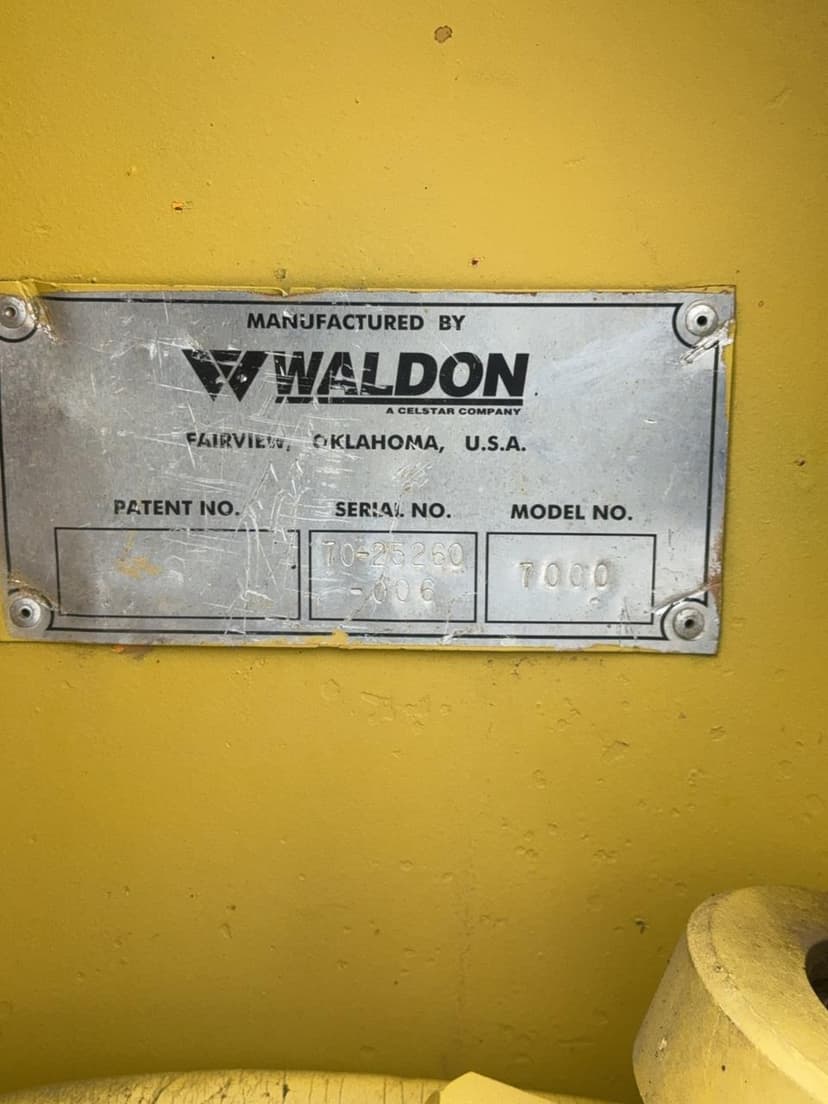 MANUFACTURED BY
WALDON
A CELSTAR COMPANY
FAIRVIEW, OKLAHOMA, U.S.A.
PATENT NO. SERIAL NO. MODEL NO.
70-25260 7000
-006